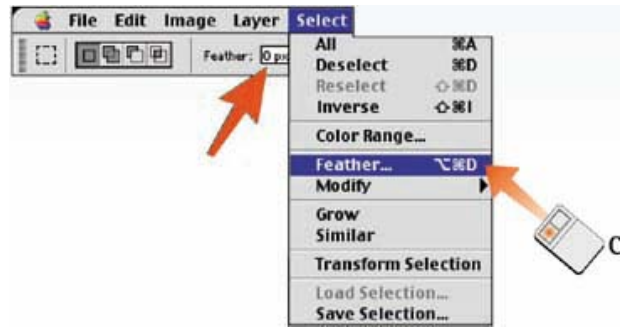 File Edit Image Layer Select
Feather: 0 px
All ⌘A
Deselect ⌘D
Reselect ⇧⌘D
Inverse ⇧⌘I
Color Range...
Feather... ⌥⌘D
Modify
Grow
Similar
Transform Selection
Load Selection...
Save Selection...